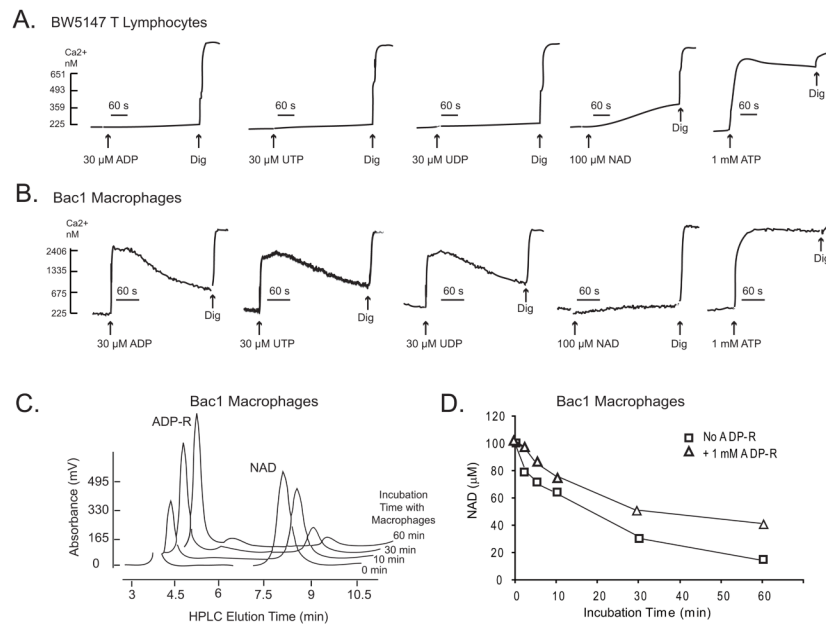 A. BW5147 T Lymphocytes
Ca2+
nM
651
493
359
225
60 s 60 s 60 s 60 s 60 s
Dig
30 µM ADP Dig 30 µM UTP Dig 30 µM UDP Dig 100 µM NAD Dig 1 mM ATP
B. Bac1 Macrophages
Ca2+
nM
2406
1335
675
225
60 s 60 s 60 s 60 s 60 s
Dig Dig Dig Dig
30 µM ADP 30 µM UTP 30 µM UDP 100 µM NAD Dig 1 mM ATP
C. Bac1 Macrophages
ADP-R
NAD
Absorbance (mV)
495
330
165
0
Incubation
Time with
Macrophages
60 min
30 min
10 min
0 min
3 4.5 6 7.5 9 10.5
HPLC Elution Time (min)
D. Bac1 Macrophages
No ADP-R
+ 1 mM ADP-R
NAD (µM)
120
100
80
60
40
20
0
0 10 20 30 40 50 60
Incubation Time (min)